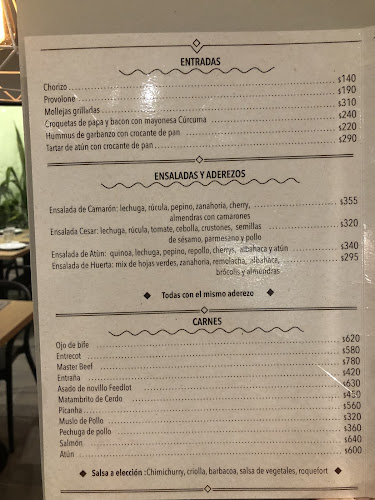 ENTRADAS
Chorizo $140
Provolone $190
Mollejas grilladas $310
Croquetas de papa y bacon con mayonesa Cúrcuma $240
Hummus de garbanzo con crocante de pan $220
Tartar de atún con crocante de pan $290
ENSALADAS Y ADEREZOS
Ensalada de Camarón: lechuga, rúcula, pepino, zanahoria, cherry, $355
almendras con camarones
Ensalada Cesar: lechuga, rúcula, tomate, cebolla, crustones, semillas $320
de sésamo, parmesano y pollo
Ensalada de Atún: quinoa, lechuga, pepino, repollo, cherrys, albahaca y atún $340
Ensalada de Huerta: mix de hojas verdes, zanahoria, remolacha, albahaca, $295
brócolis y almendras
Todas con el mismo aderezo
CARNES
Ojo de bife $620
Entrecot $580
Master Beef $780
Entraña $420
Asado de novillo Feedlot $630
Matambrito de Cerdo
Picanha $560
Muslo de Pollo $320
Pechuga de pollo $360
Salmón $640
Atún $600
Salsa a elección: Chimichurry, criolla, barbacoa, salsa de vegetales, roquefort